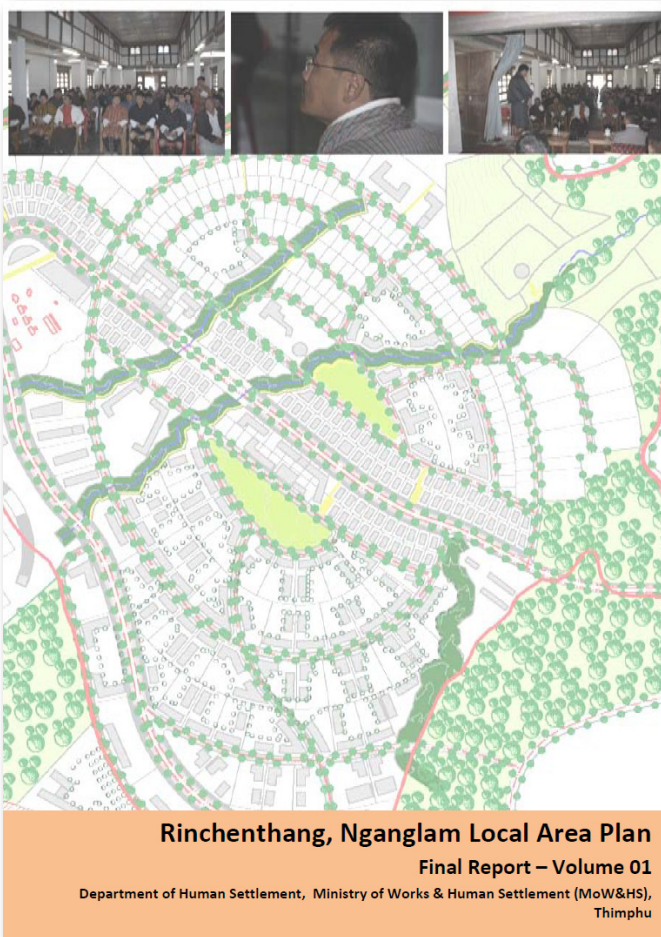 Rinchenthang, Nganglam Local Area Plan
Final Report – Volume 01
Department of Human Settlement, Ministry of Works & Human Settlement (MoW&HS),
Thimphu